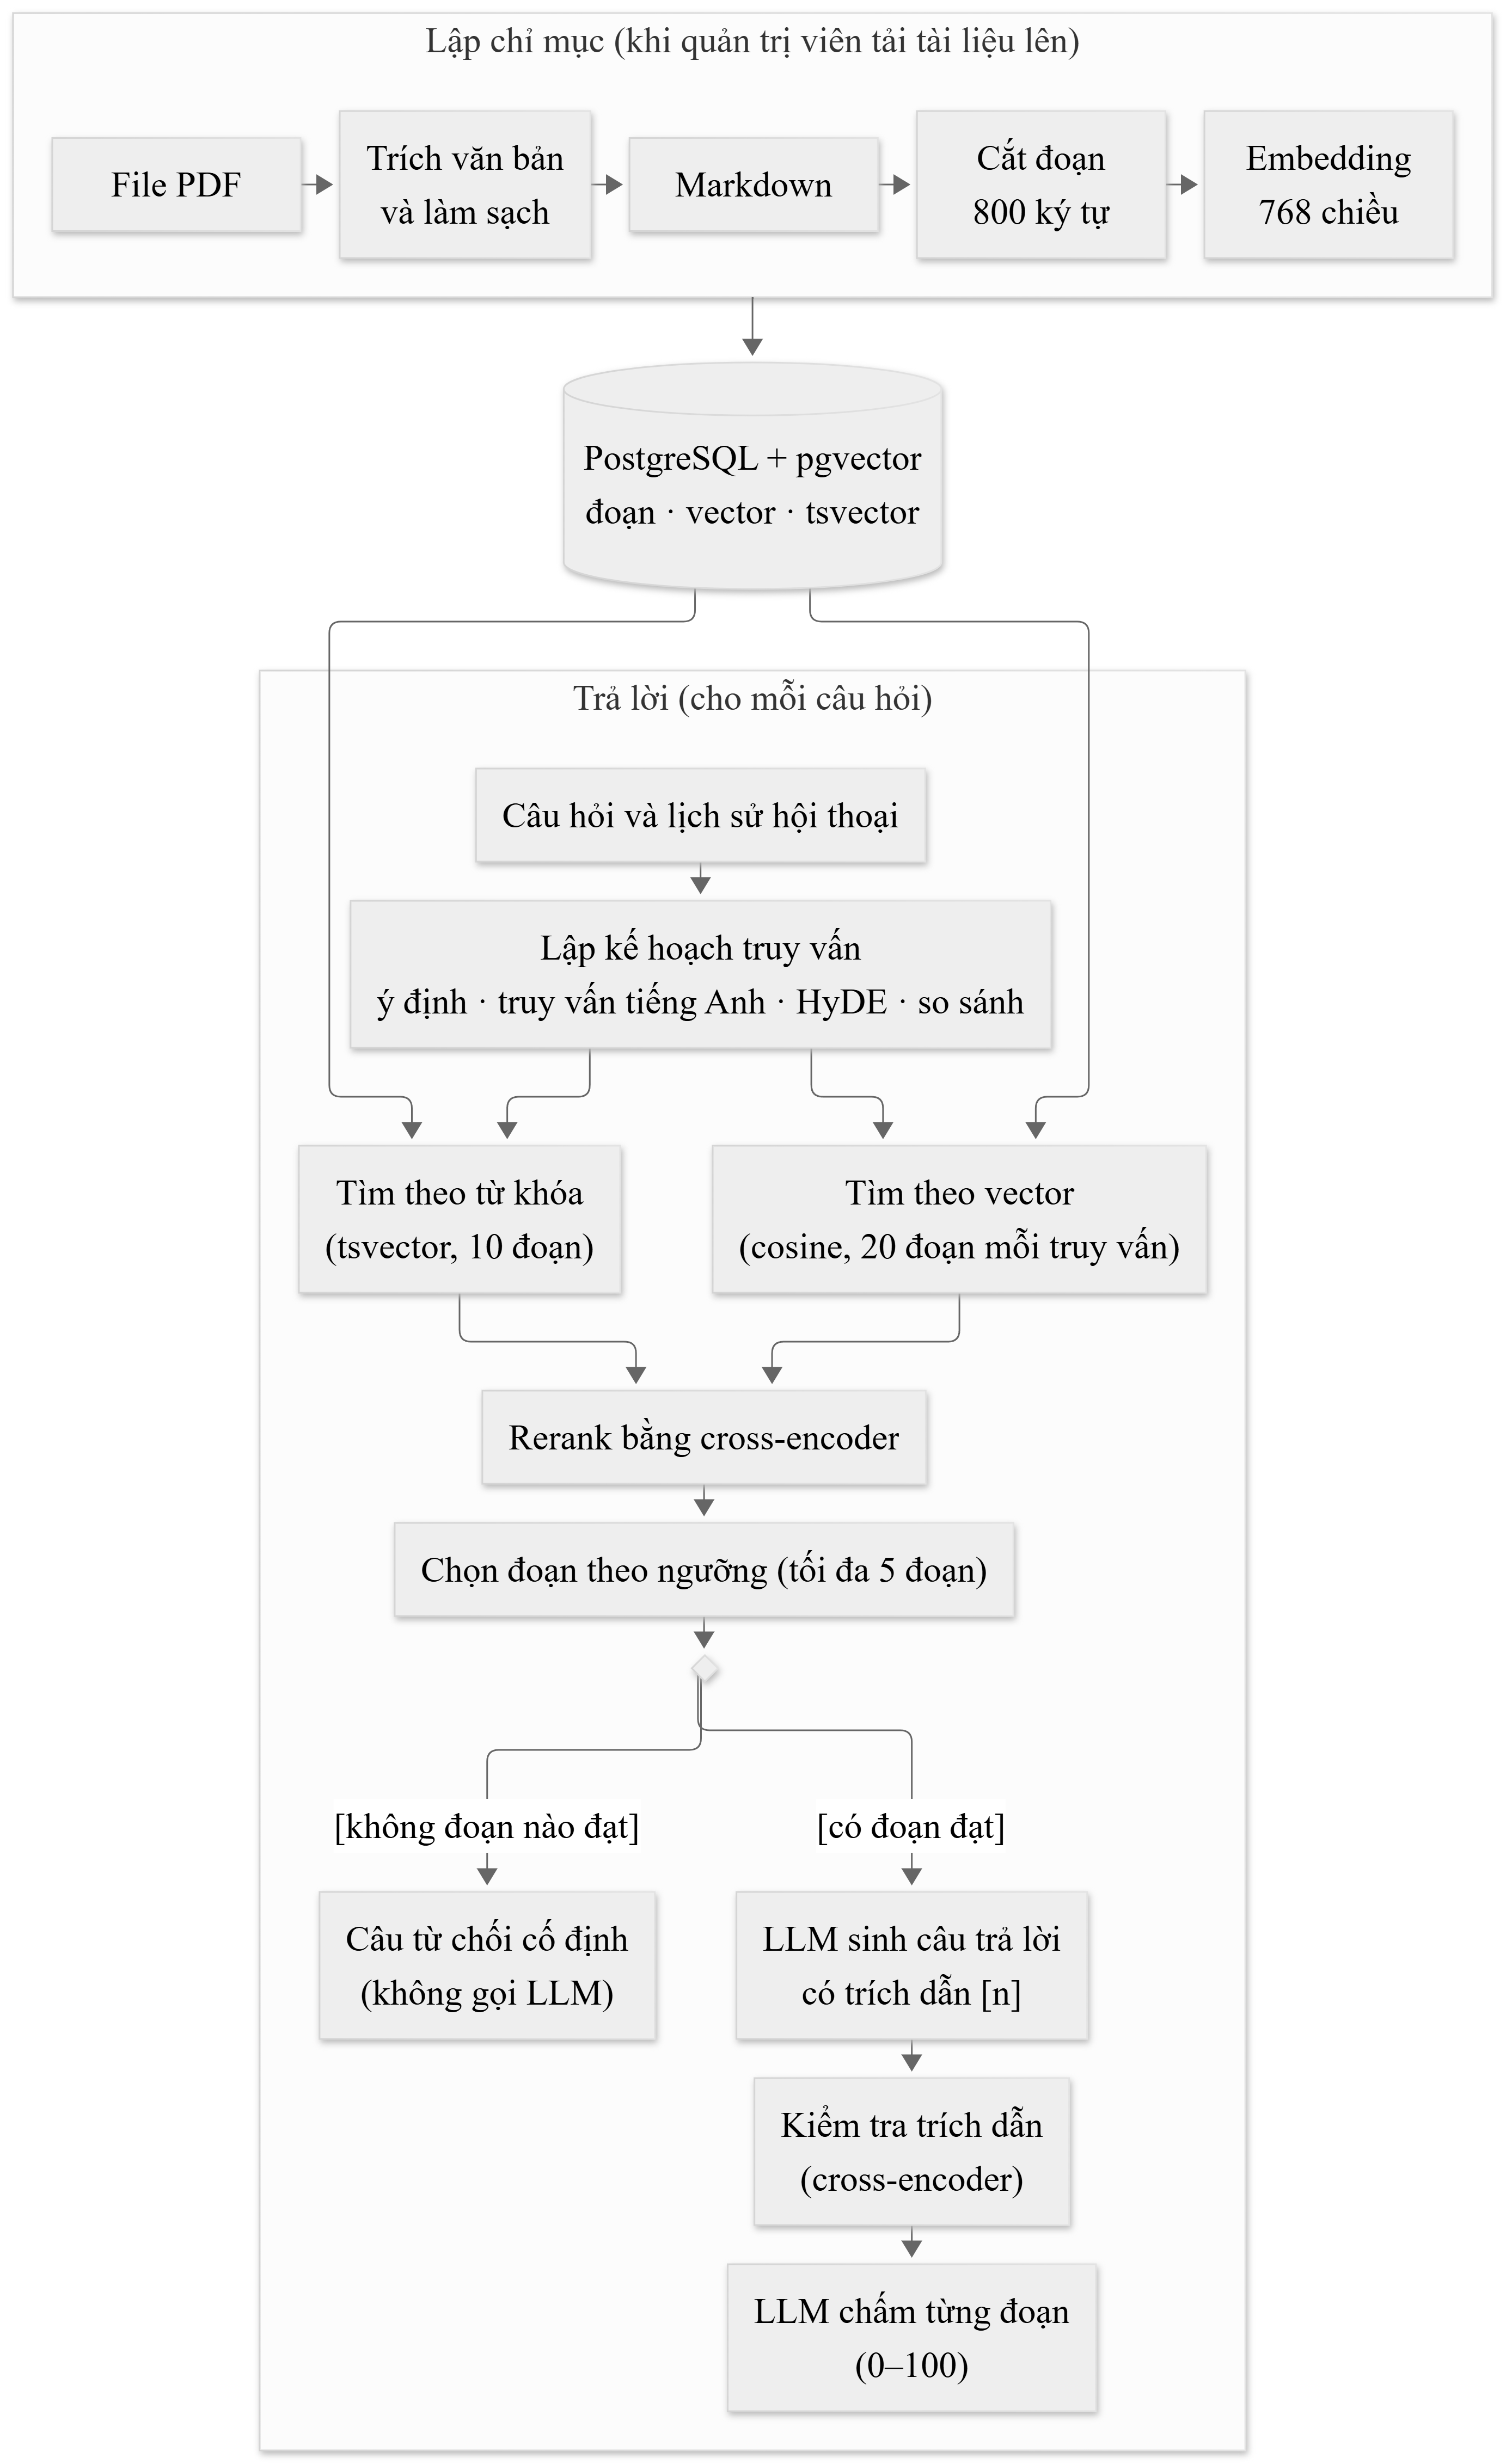 Lập chỉ mục (khi quản trị viên tải tài liệu lên)
File PDF
Trích văn bản
và làm sạch
Markdown
Cắt đoạn
800 ký tự
Embedding
768 chiều
PostgreSQL + pgvector
đoạn · vector · tsvector
Trả lời (cho mỗi câu hỏi)
Câu hỏi và lịch sử hội thoại
Lập kế hoạch truy vấn
ý định · truy vấn tiếng Anh · HyDE · so sánh
Tìm theo từ khóa
(tsvector, 10 đoạn)
Tìm theo vector
(cosine, 20 đoạn mỗi truy vấn)
Rerank bằng cross-encoder
Chọn đoạn theo ngưỡng (tối đa 5 đoạn)
[không đoạn nào đạt]
[có đoạn đạt]
Câu từ chối cố định
(không gọi LLM)
LLM sinh câu trả lời
có trích dẫn [n]
Kiểm tra trích dẫn
(cross-encoder)
LLM chấm từng đoạn
(0–100)